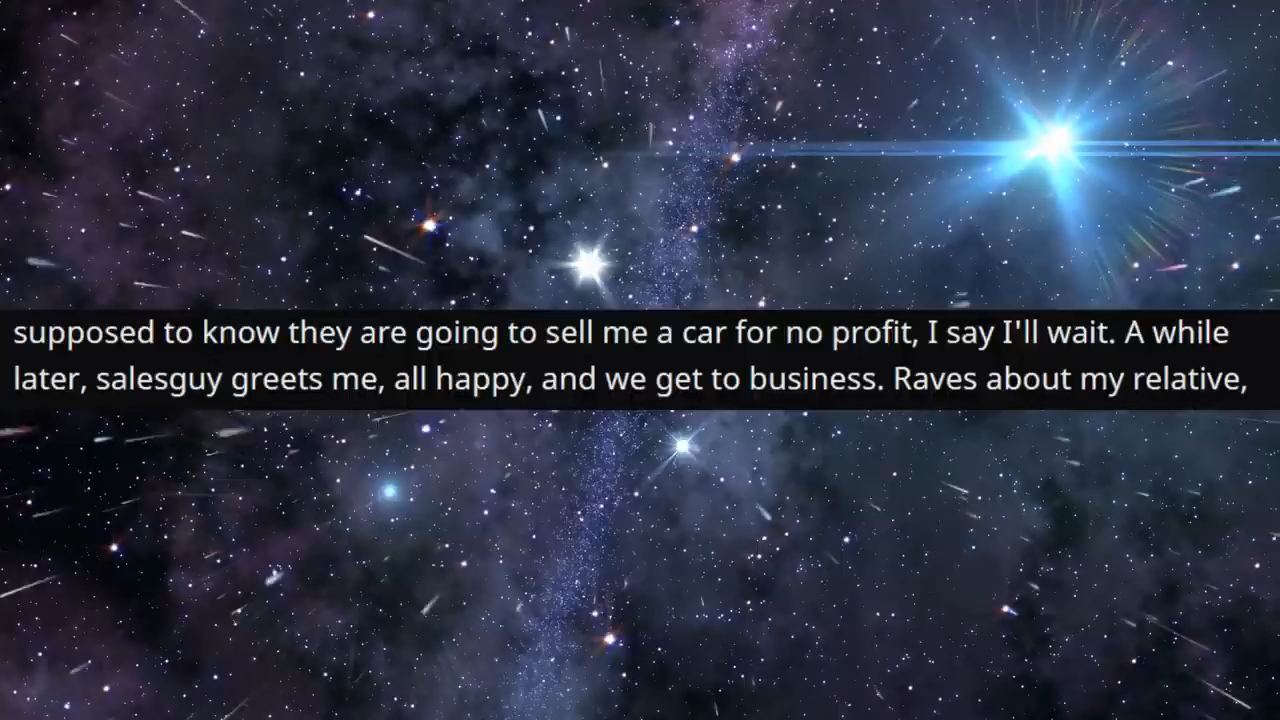 supposed to know they are going to sell me a car for no profit, I say I'll wait. A while
later, salesguy greets me, all happy, and we get to business. Raves about my relative,